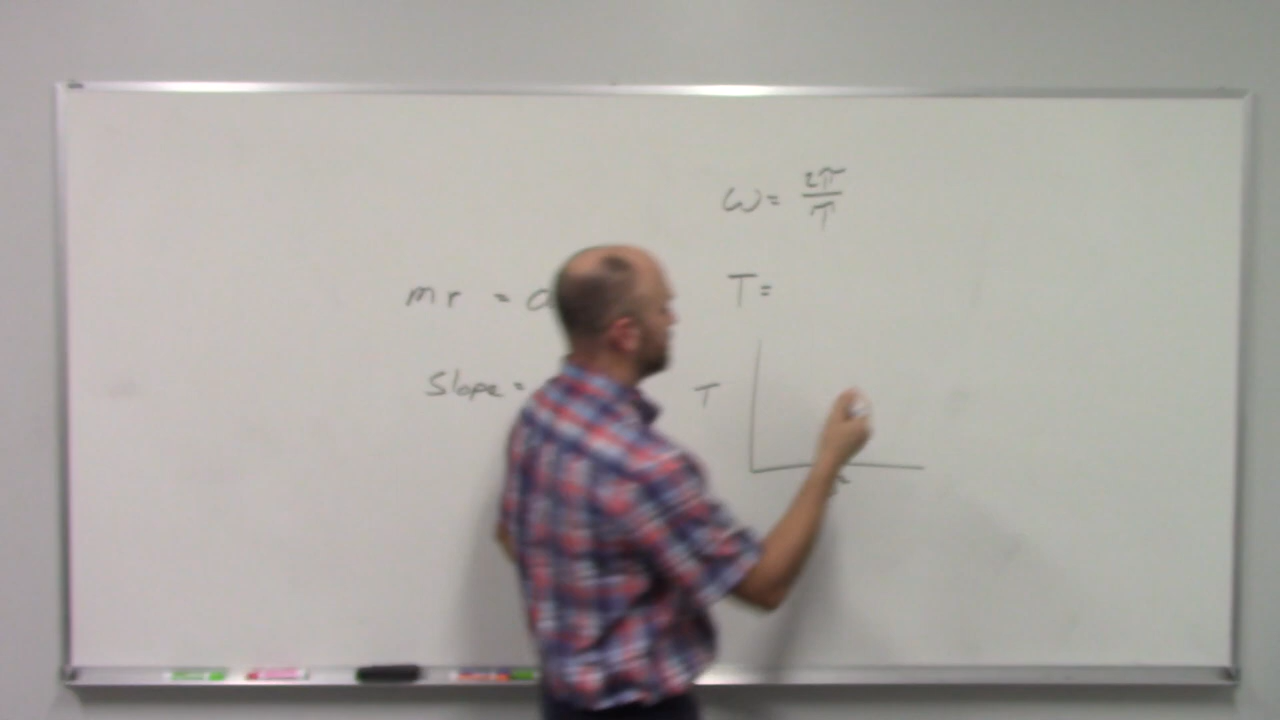 ω = 2π/T
mr =
T =
Slope =
T